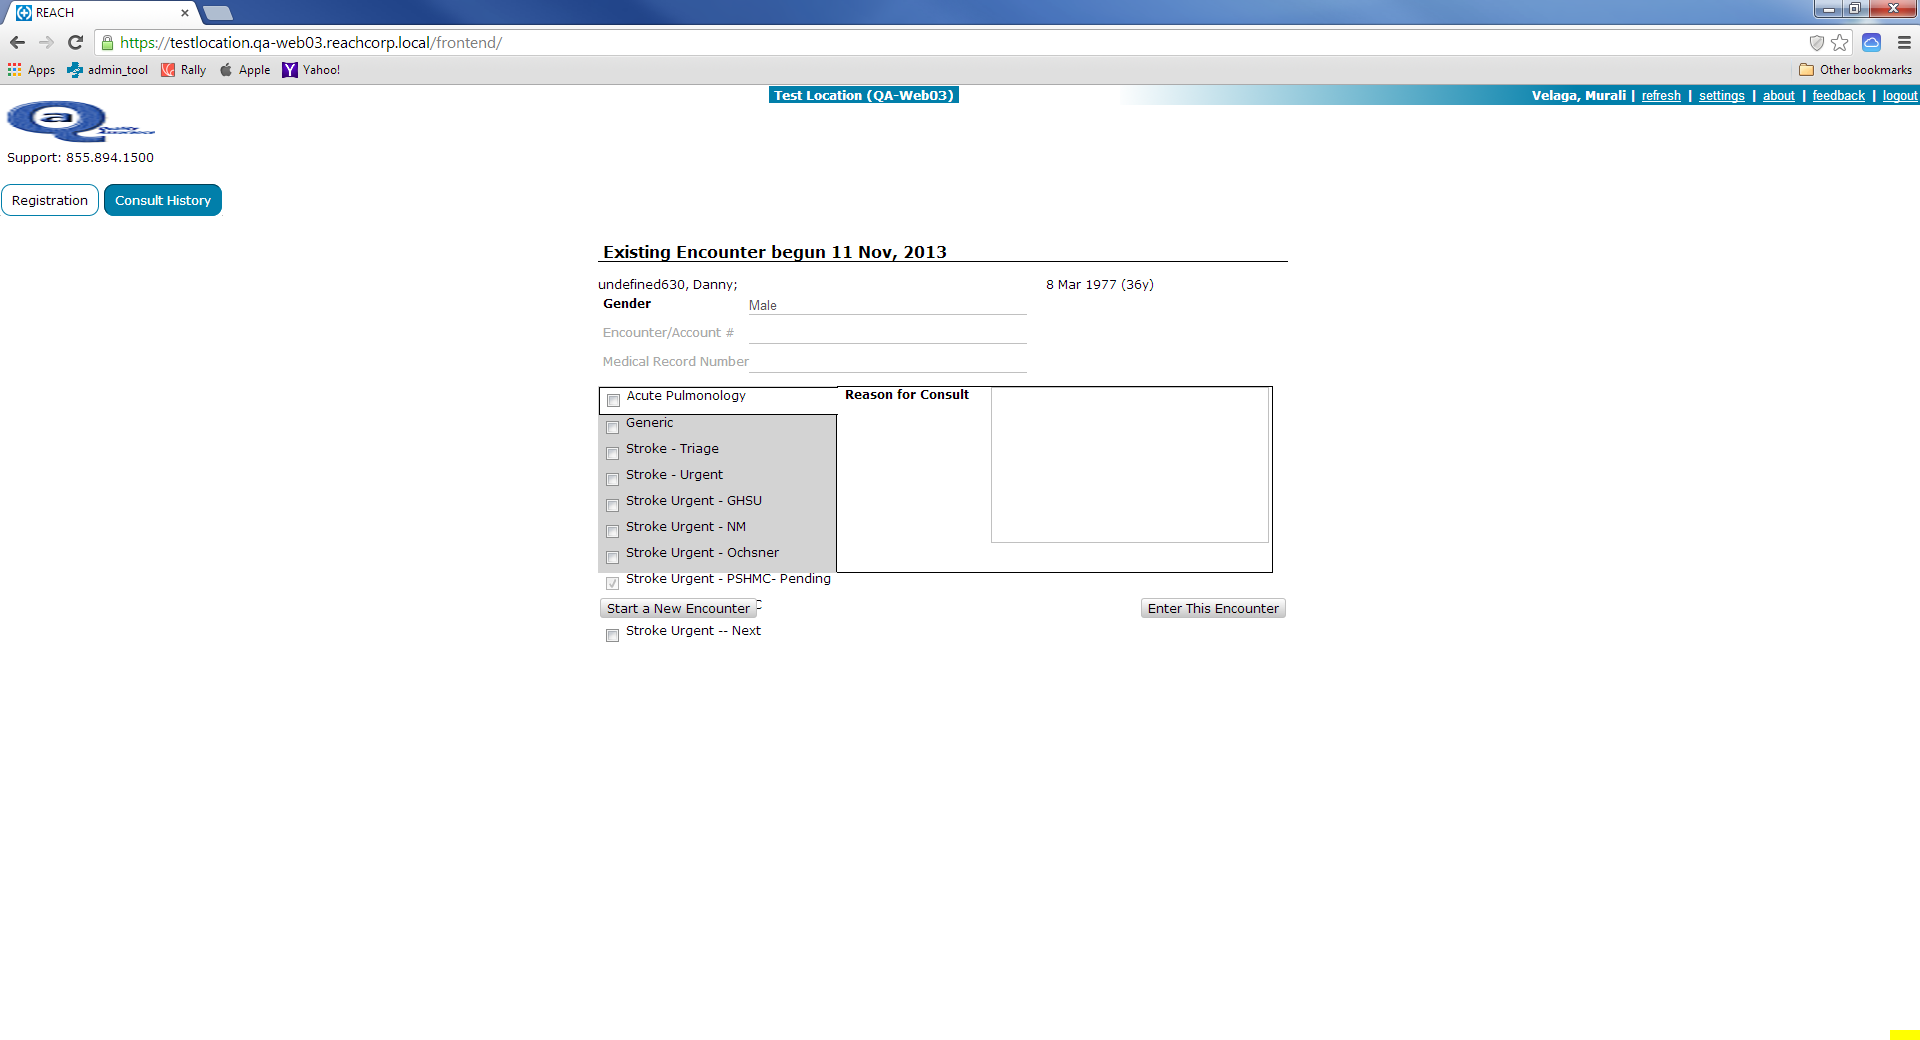 REACH
https://testlocation.qa-web03.reachcorp.local/frontend/
Apps admin_tool Rally Apple Yahoo! Other bookmarks
Test Location (QA-Web03) Velaga, Murali | refresh | settings | about | feedback | logout
Qa Quality Assurance
Support: 855.894.1500
Registration Consult History
Existing Encounter begun 11 Nov, 2013
undefined630, Danny; 8 Mar 1977 (36y)
Gender Male
Encounter/Account #
Medical Record Number
Acute Pulmonology Reason for Consult
Generic
Stroke - Triage
Stroke - Urgent
Stroke Urgent - GHSU
Stroke Urgent - NM
Stroke Urgent - Ochsner
Stroke Urgent - PSHMC- Pending
Start a New Encounter Enter This Encounter
Stroke Urgent -- Next